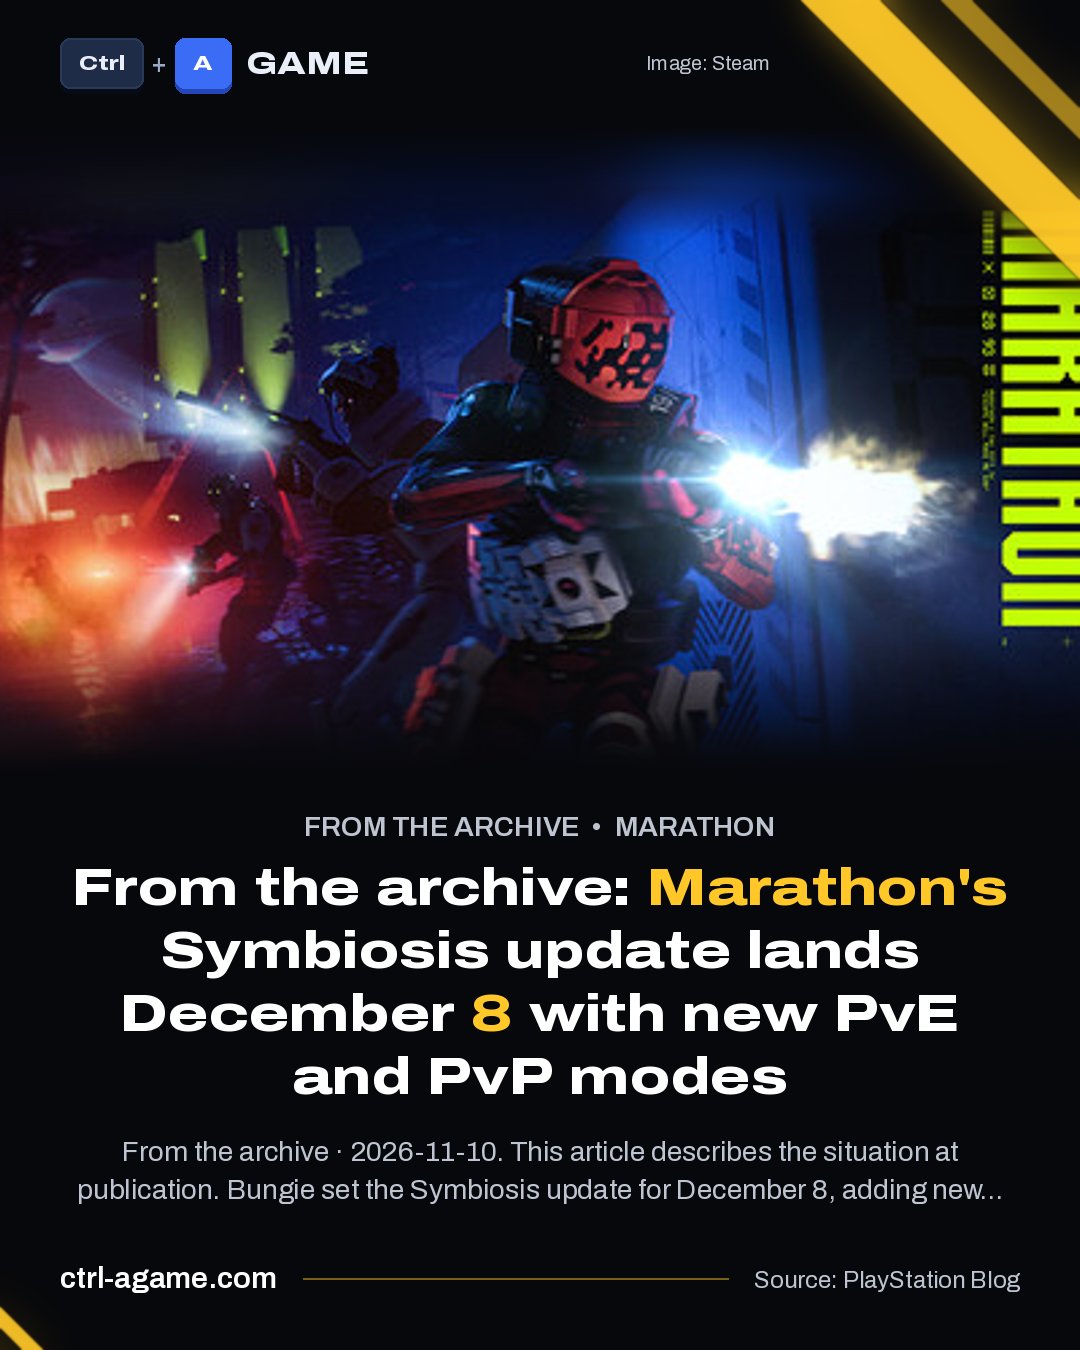 Ctrl + A GAME
Image: Steam
MARATHON
FROM THE ARCHIVE • MARATHON
From the archive: Marathon's
Symbiosis update lands
December 8 with new PvE
and PvP modes
From the archive · 2026-11-10. This article describes the situation at
publication. Bungie set the Symbiosis update for December 8, adding new...
ctrl-agame.com
Source: PlayStation Blog